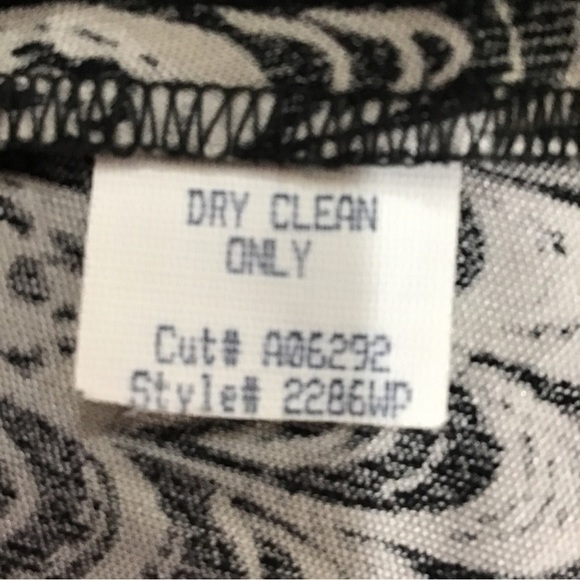 DRY CLEAN
ONLY
Cut# A06292
Style# 2286WP